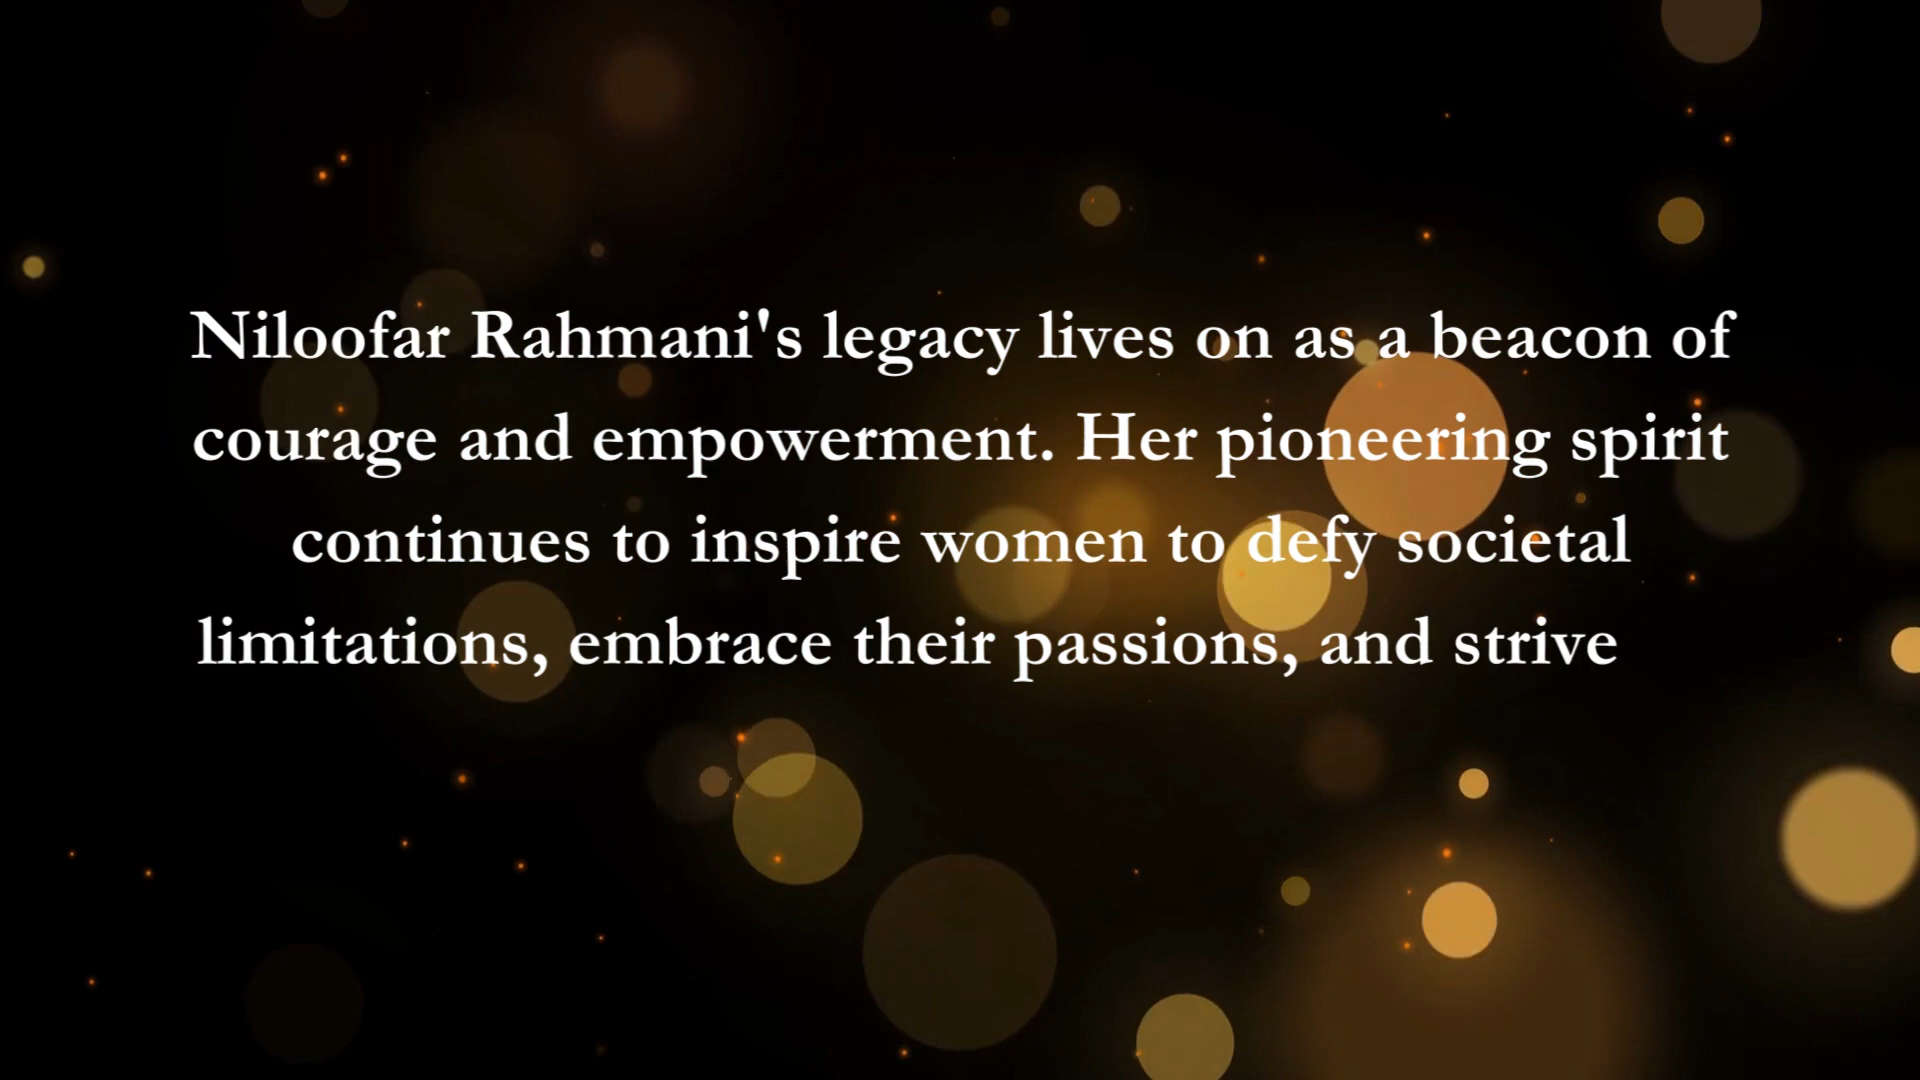 Niloofar Rahmani's legacy lives on as a beacon of
courage and empowerment. Her pioneering spirit
continues to inspire women to defy societal
limitations, embrace their passions, and strive